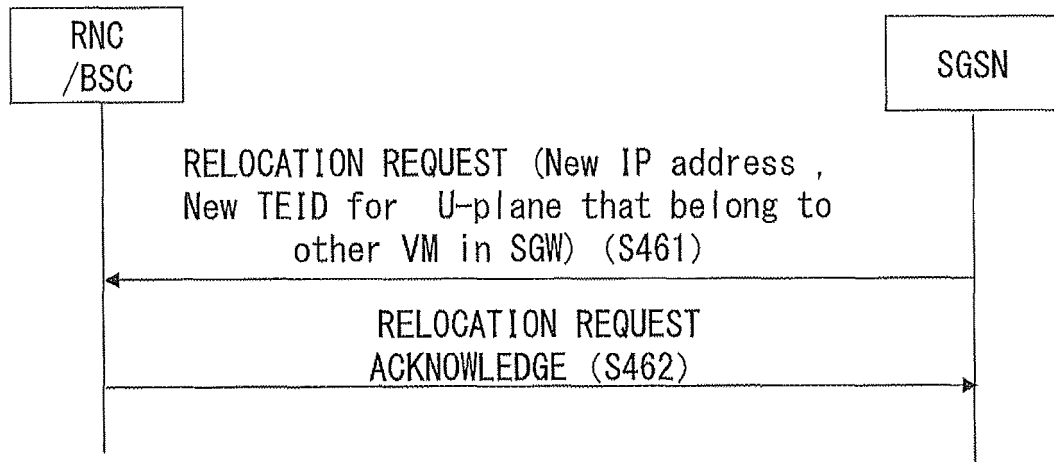 RNC
/BSC
SGSN
RELOCATION REQUEST (New IP address ,
New TEID for U-plane that belong to
other VM in SGW) (S461)
RELOCATION REQUEST
ACKNOWLEDGE (S462)